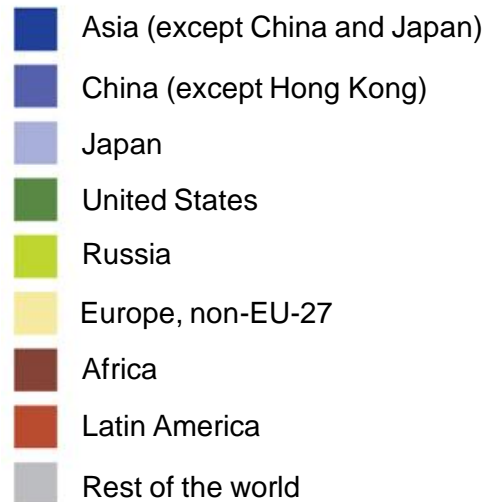 Asia (except China and Japan)
China (except Hong Kong)
Japan
United States
Russia
Europe, non-EU-27
Africa
Latin America
Rest of the world